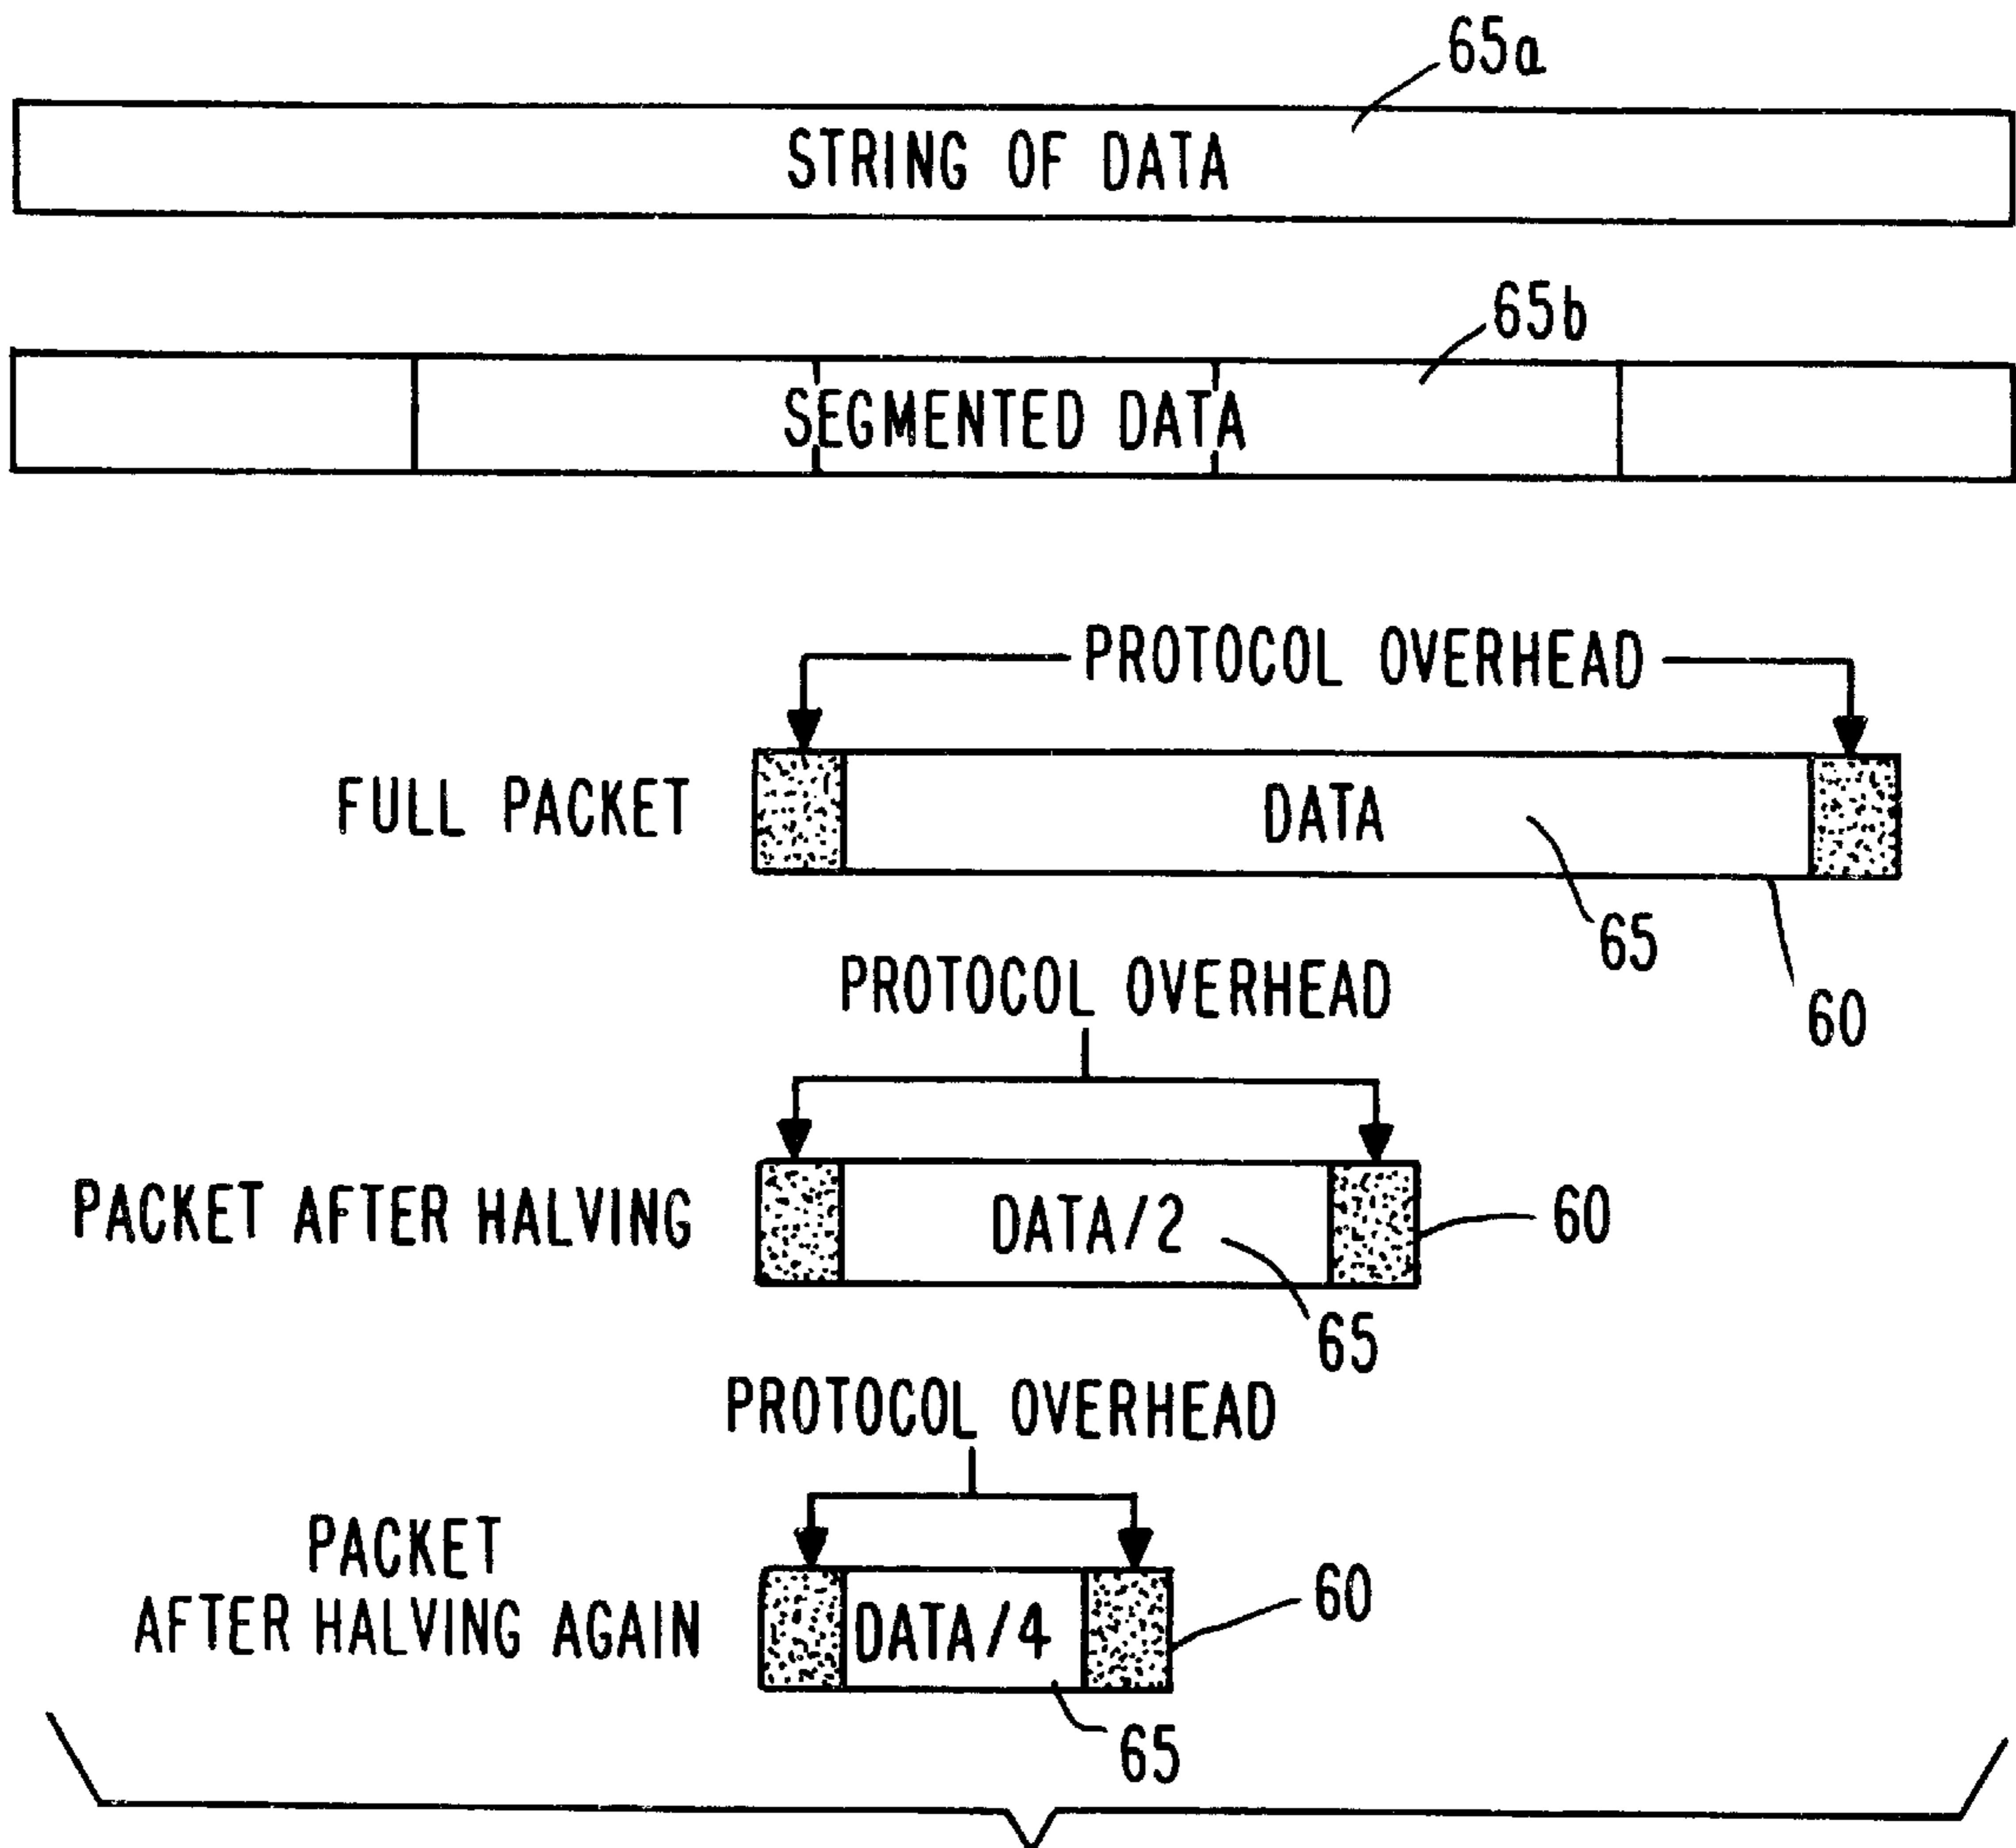 65a
STRING OF DATA
65b
SEGMENTED DATA
PROTOCOL OVERHEAD
FULL PACKET
DATA
65
60
PROTOCOL OVERHEAD
PACKET AFTER HALVING
DATA/2
60
65
PROTOCOL OVERHEAD
PACKET
AFTER HALVING AGAIN
DATA/4
60
65